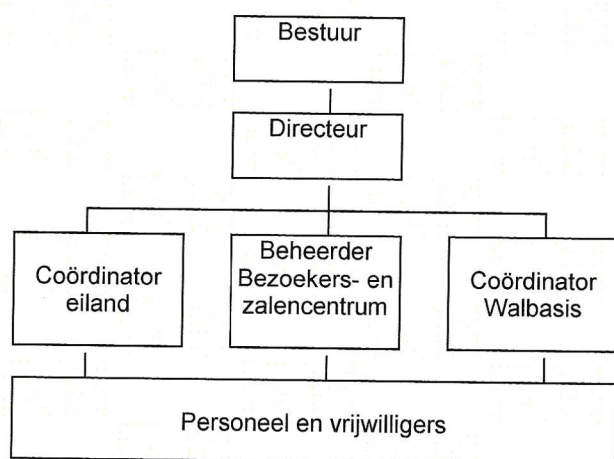 Bestuur
Directeur
Coördinator
eiland
Beheerder
Bezoekers- en
zalencentrum
Coördinator
Walbasis
Personeel en vrijwilligers